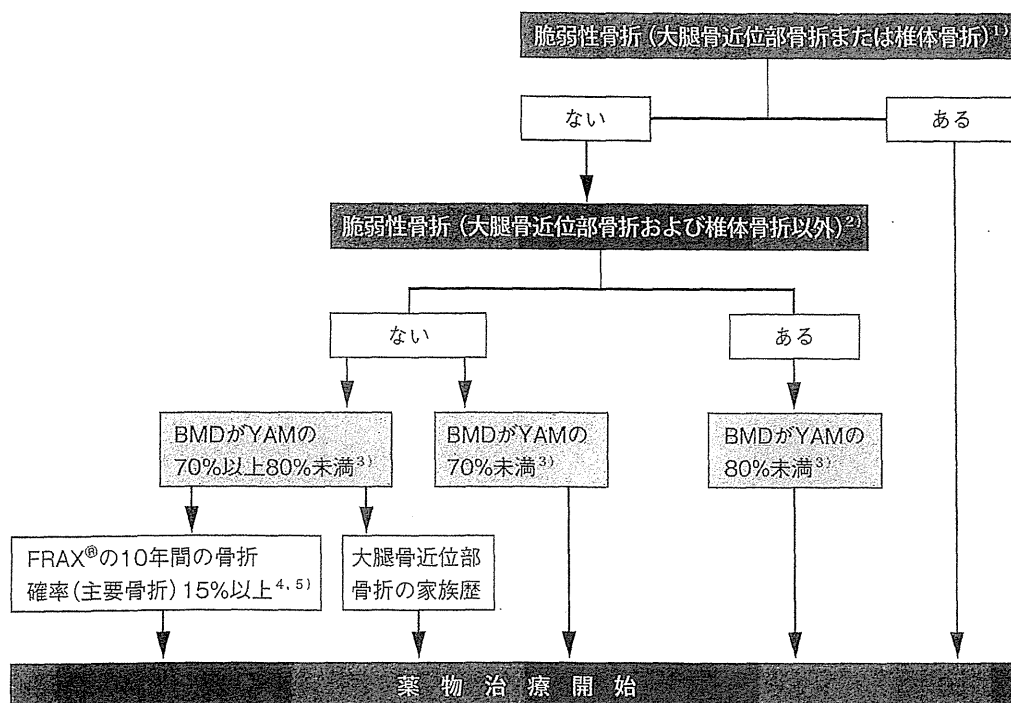 脆弱性骨折（大腿骨近位部骨折または椎体骨折）1)
ない
ある
脆弱性骨折（大腿骨近位部骨折および椎体骨折以外）2)
ない
ある
BMDがYAMの
70%以上80%未満3)
BMDがYAMの
70%未満3)
BMDがYAMの
80%未満3)
FRAX®の10年間の骨折
確率（主要骨折）15%以上4, 5)
大腿骨近位部
骨折の家族歴
薬物治療開始